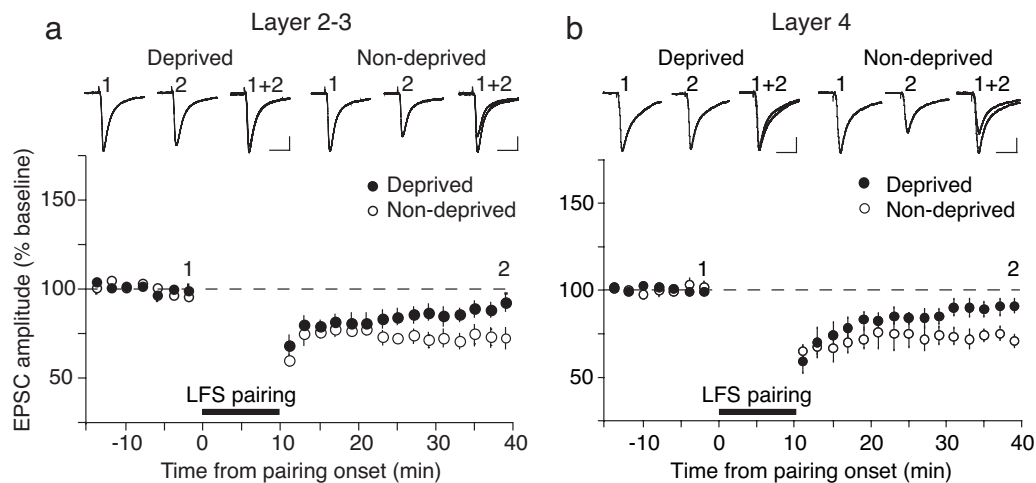 a
Layer 2-3
Deprived
Non-deprived
1
2
1+2
1
2
1+2
Deprived
Non-deprived
EPSC amplitude (% baseline)
150
100
50
1
2
LFS pairing
-10
0
10
20
30
40
Time from pairing onset (min)
b
Layer 4
Deprived
Non-deprived
1
2
1+2
1
2
1+2
Deprived
Non-deprived
150
100
50
1
2
LFS pairing
-10
0
10
20
30
40
Time from pairing onset (min)